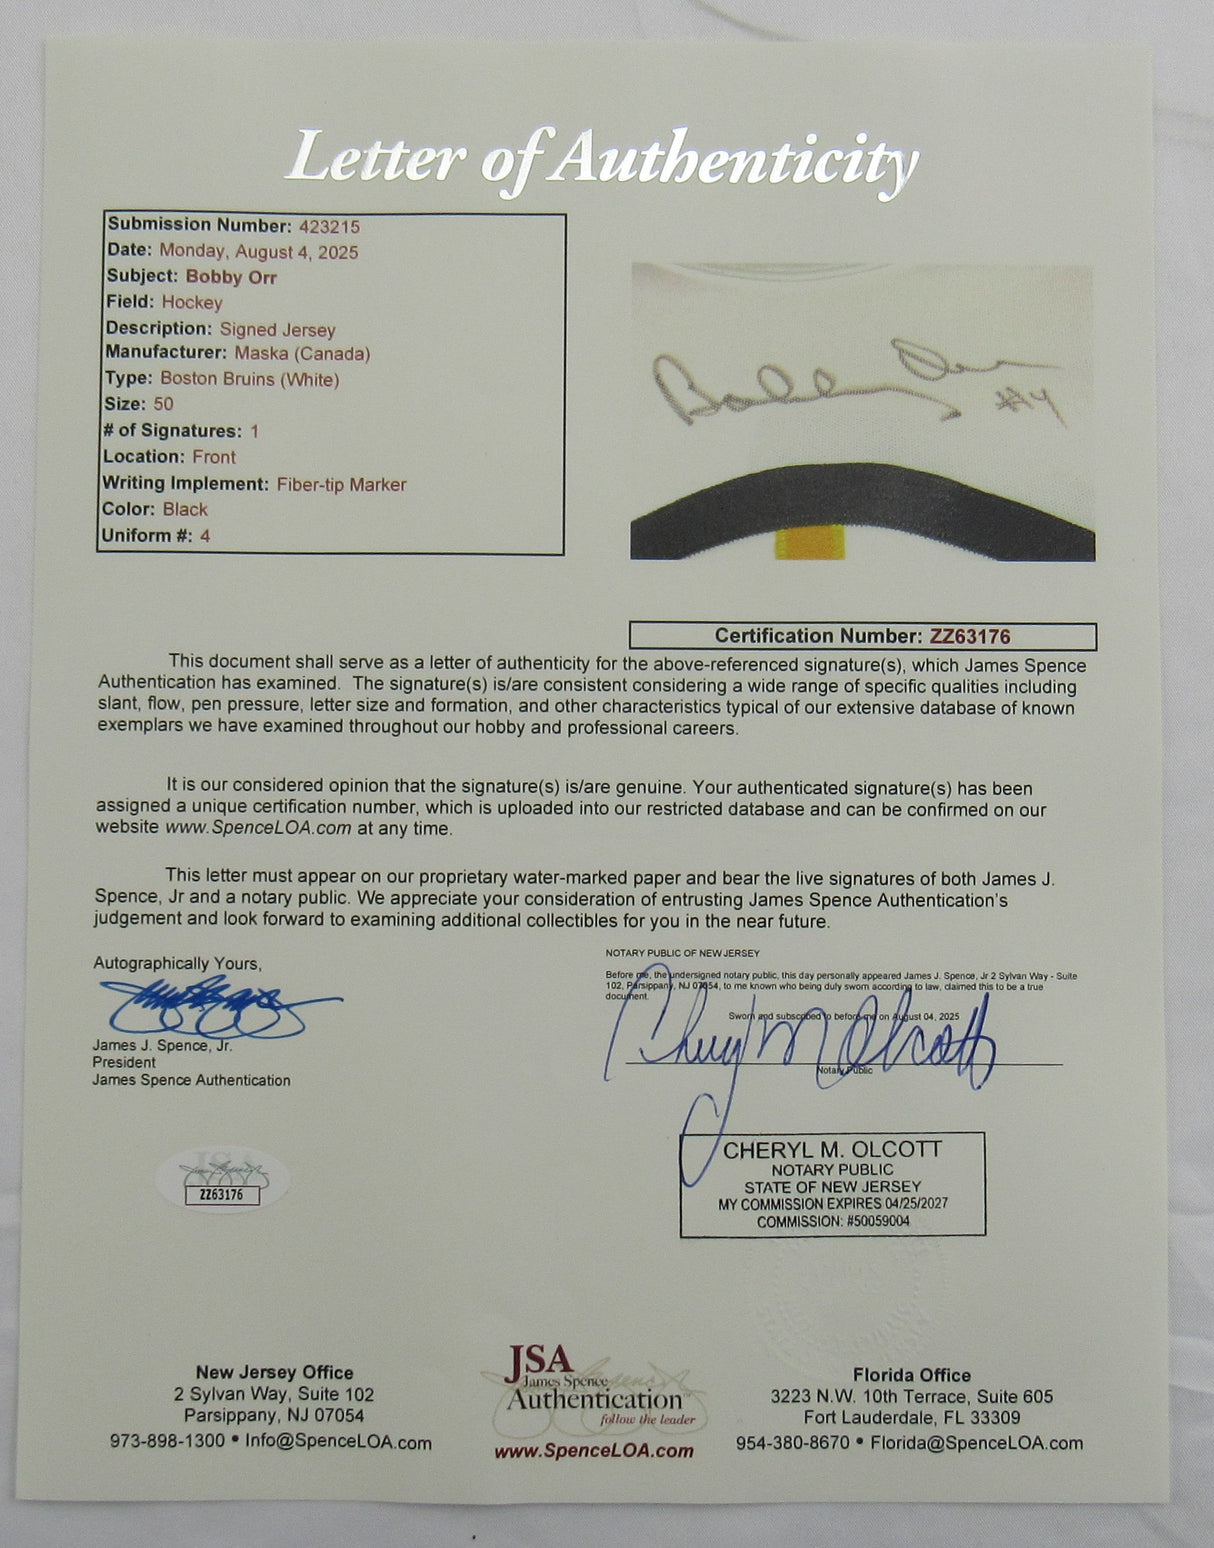 Letter of Authenticity
Submission Number: 423215
Date: Monday, August 4, 2025
Subject: Bobby Orr
Field: Hockey
Description: Signed Jersey
Manufacturer: Maska (Canada)
Type: Boston Bruins (White)
Size: 50
# of Signatures: 1
Location: Front
Writing Implement: Fiber-tip Marker
Color: Black
Uniform #: 4
Bobby Orr
#4
Certification Number: ZZ63176
This document shall serve as a letter of authenticity for the above-referenced signature(s), which James Spence
Authentication has examined. The signature(s) is/are consistent considering a wide range of specific qualities including
slant, flow, pen pressure, letter size and formation, and other characteristics typical of our extensive database of known
exemplars we have examined throughout our hobby and professional careers.
It is our considered opinion that the signature(s) is/are genuine. Your authenticated signature(s) has been
assigned a unique certification number, which is uploaded into our restricted database and can be confirmed on our
website www.SpenceLOA.com at any time.
This letter must appear on our proprietary water-marked paper and bear the live signatures of both James J.
Spence, Jr and a notary public. We appreciate your consideration of entrusting James Spence Authentication's
judgement and look forward to examining additional collectibles for you in the near future.
Autographically Yours,
James J. Spence, Jr.
President
James Spence Authentication
NOTARY PUBLIC OF NEW JERSEY
Before me, the undersigned notary public, this day personally appeared James J. Spence, Jr 2 Sylvan Way - Suite
102, Parsippany, NJ 07054, to me known who being duly sworn according to law, claimed this to be a true
document.
Sworn and subscribed to before me on August 04, 2025
Cheryl M Olcott
Notary Public
CHERYL M. OLCOTT
NOTARY PUBLIC
STATE OF NEW JERSEY
MY COMMISSION EXPIRES 04/25/2027
COMMISSION: #50059004
JSA
ZZ63176
New Jersey Office
2 Sylvan Way, Suite 102
Parsippany, NJ 07054
973-898-1300 • Info@SpenceLOA.com
JSA
James Spence
Authentication™
follow the leader
www.SpenceLOA.com
Florida Office
3223 N.W. 10th Terrace, Suite 605
Fort Lauderdale, FL 33309
954-380-8670 • Florida@SpenceLOA.com